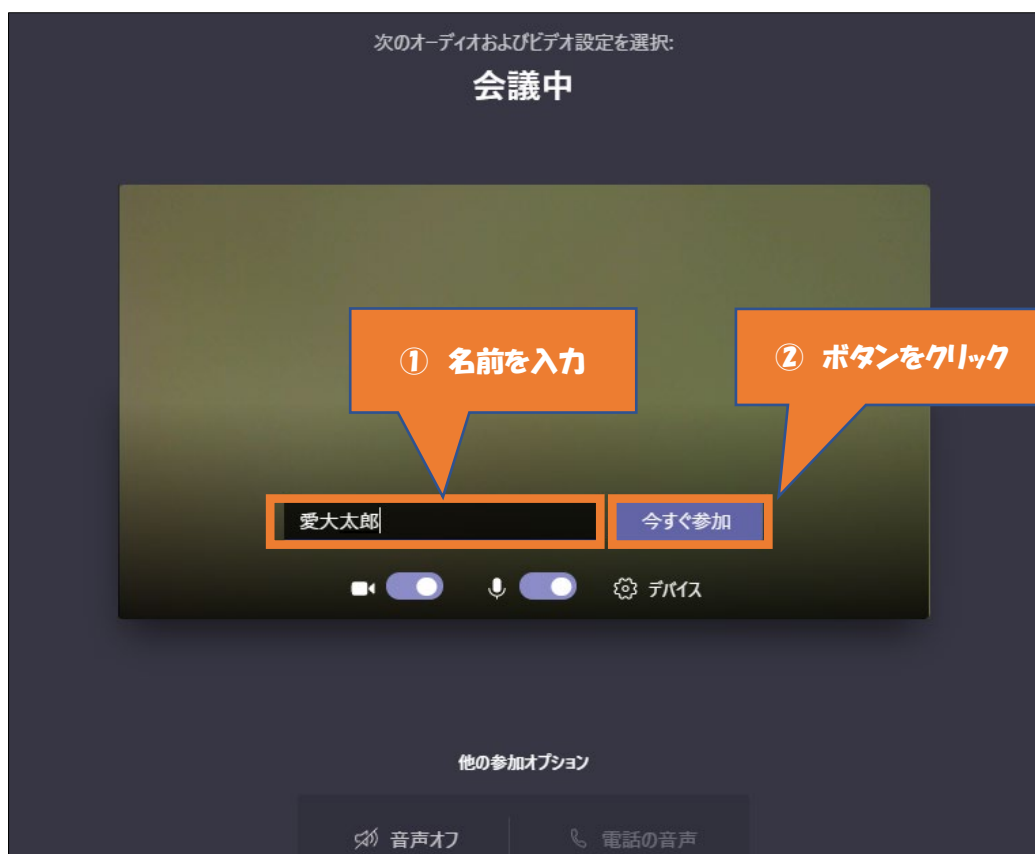 次のオーディオおよびビデオ設定を選択:
会議中
① 名前を入力
② ボタンをクリック
愛大太郎
今すぐ参加
デバイス
他の参加オプション
音声オフ
電話の音声